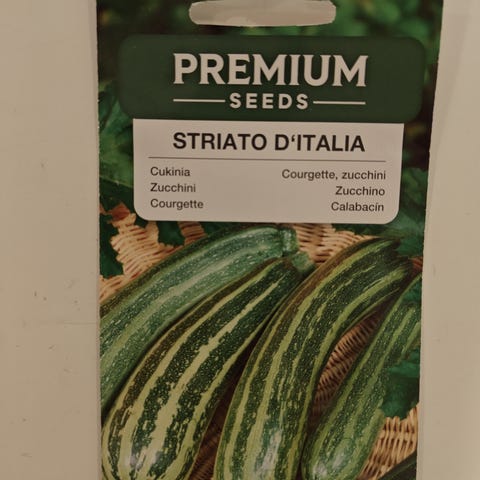 PREMIUM
SEEDS
STRIATO D'ITALIA
Cukinia
Zucchini
Courgette
Courgette, zucchini
Zucchino
Calabacín